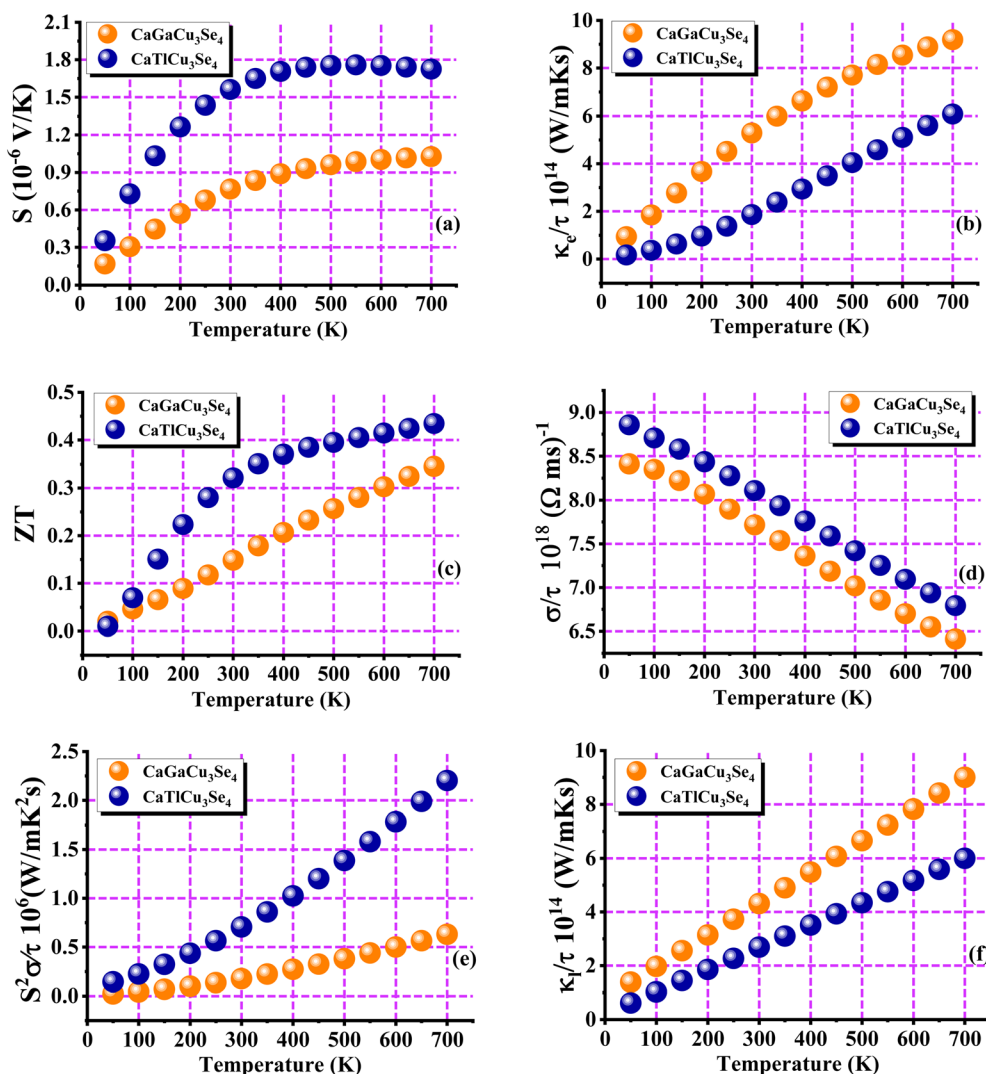 CaGaCu₃Se₄
CaTlCu₃Se₄
S (10⁻⁶ V/K)
2.1
1.8
1.5
1.2
0.9
0.6
0.3
0.0
(a)
0 100 200 300 400 500 600 700
Temperature (K)
CaGaCu₃Se₄
CaTlCu₃Se₄
κₑ/τ 10¹⁴ (W/mKs)
10
8
6
4
2
0
(b)
0 100 200 300 400 500 600 700
Temperature (K)
CaGaCu₃Se₄
CaTlCu₃Se₄
ZT
0.5
0.4
0.3
0.2
0.1
0.0
(c)
0 100 200 300 400 500 600 700
Temperature (K)
CaGaCu₃Se₄
CaTlCu₃Se₄
σ/τ 10¹⁸ (Ω ms)⁻¹
9.0
8.5
8.0
7.5
7.0
6.5
(d)
0 100 200 300 400 500 600 700
Temperature (K)
CaGaCu₃Se₄
CaTlCu₃Se₄
S²σ/τ 10⁶(W/mK²s)
2.5
2.0
1.5
1.0
0.5
0.0
(e)
0 100 200 300 400 500 600 700
Temperature (K)
CaGaCu₃Se₄
CaTlCu₃Se₄
κₗ/τ 10¹⁴ (W/mKs)
10
8
6
4
2
0
(f)
0 100 200 300 400 500 600 700
Temperature (K)